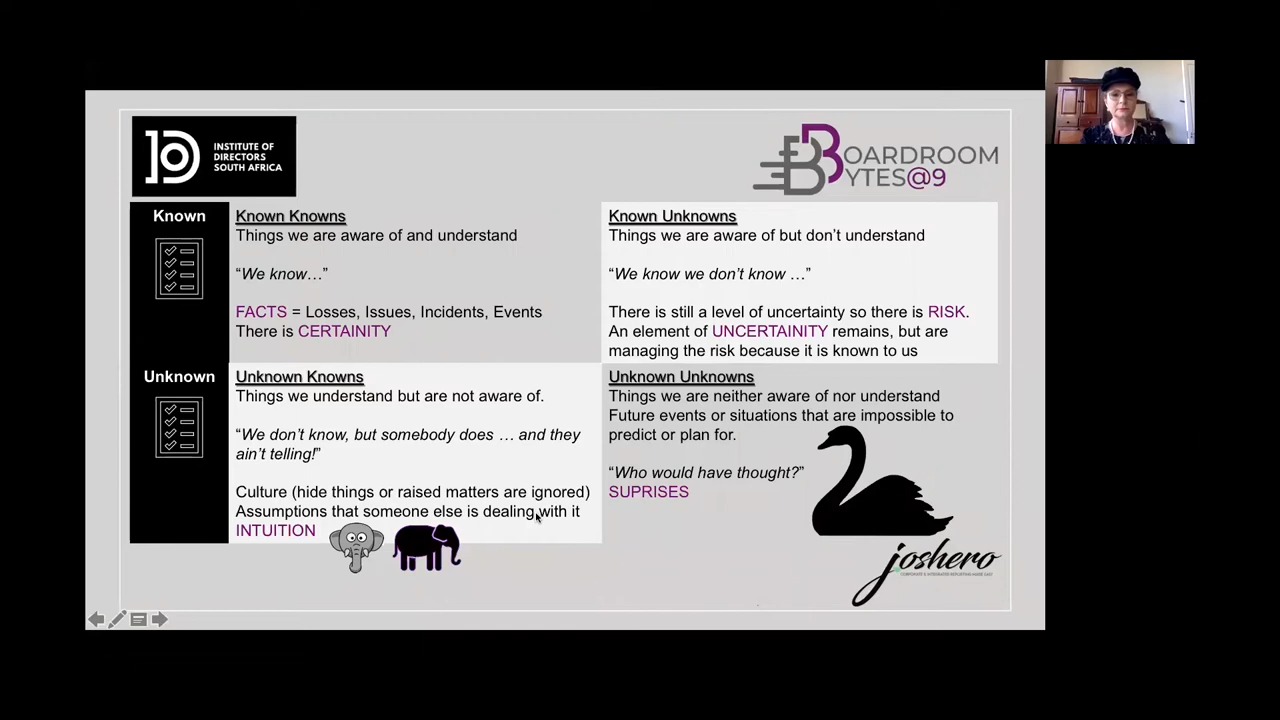 INSTITUTE OF
DIRECTORS
SOUTH AFRICA
BOARDROOM
BYTES@9
Known
Known Knowns
Things we are aware of and understand
“We know…”
FACTS = Losses, Issues, Incidents, Events
There is CERTAINITY
Known Unknowns
Things we are aware of but don’t understand
“We know we don’t know …”
There is still a level of uncertainty so there is RISK.
An element of UNCERTAINITY remains, but are
managing the risk because it is known to us
Unknown
Unknown Knowns
Things we understand but are not aware of.
“We don’t know, but somebody does … and they
ain’t telling!”
Culture (hide things or raised matters are ignored)
Assumptions that someone else is dealing with it
INTUITION
Unknown Unknowns
Things we are neither aware of nor understand
Future events or situations that are impossible to
predict or plan for.
“Who would have thought?”
SUPRISES
joshero
CORPORATE & INTEGRATED REPORTING MADE EASY